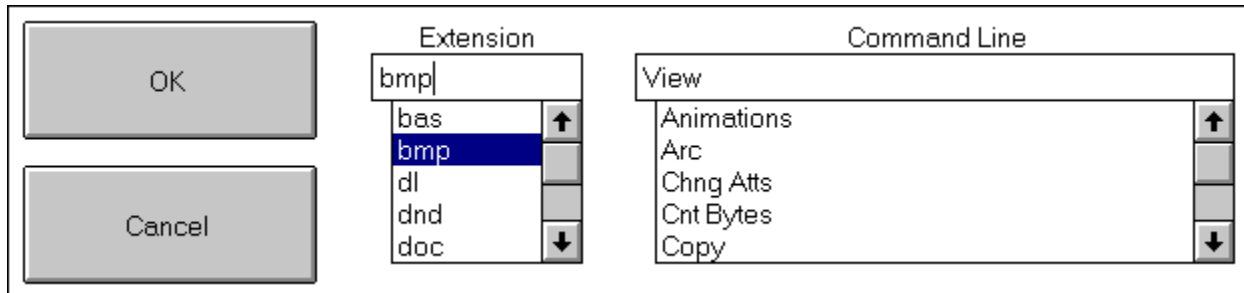 OK
Cancel
Extension
bmp
bas
bmp
dl
dnd
doc
Command Line
View
Animations
Arc
Chng Atts
Cnt Bytes
Copy